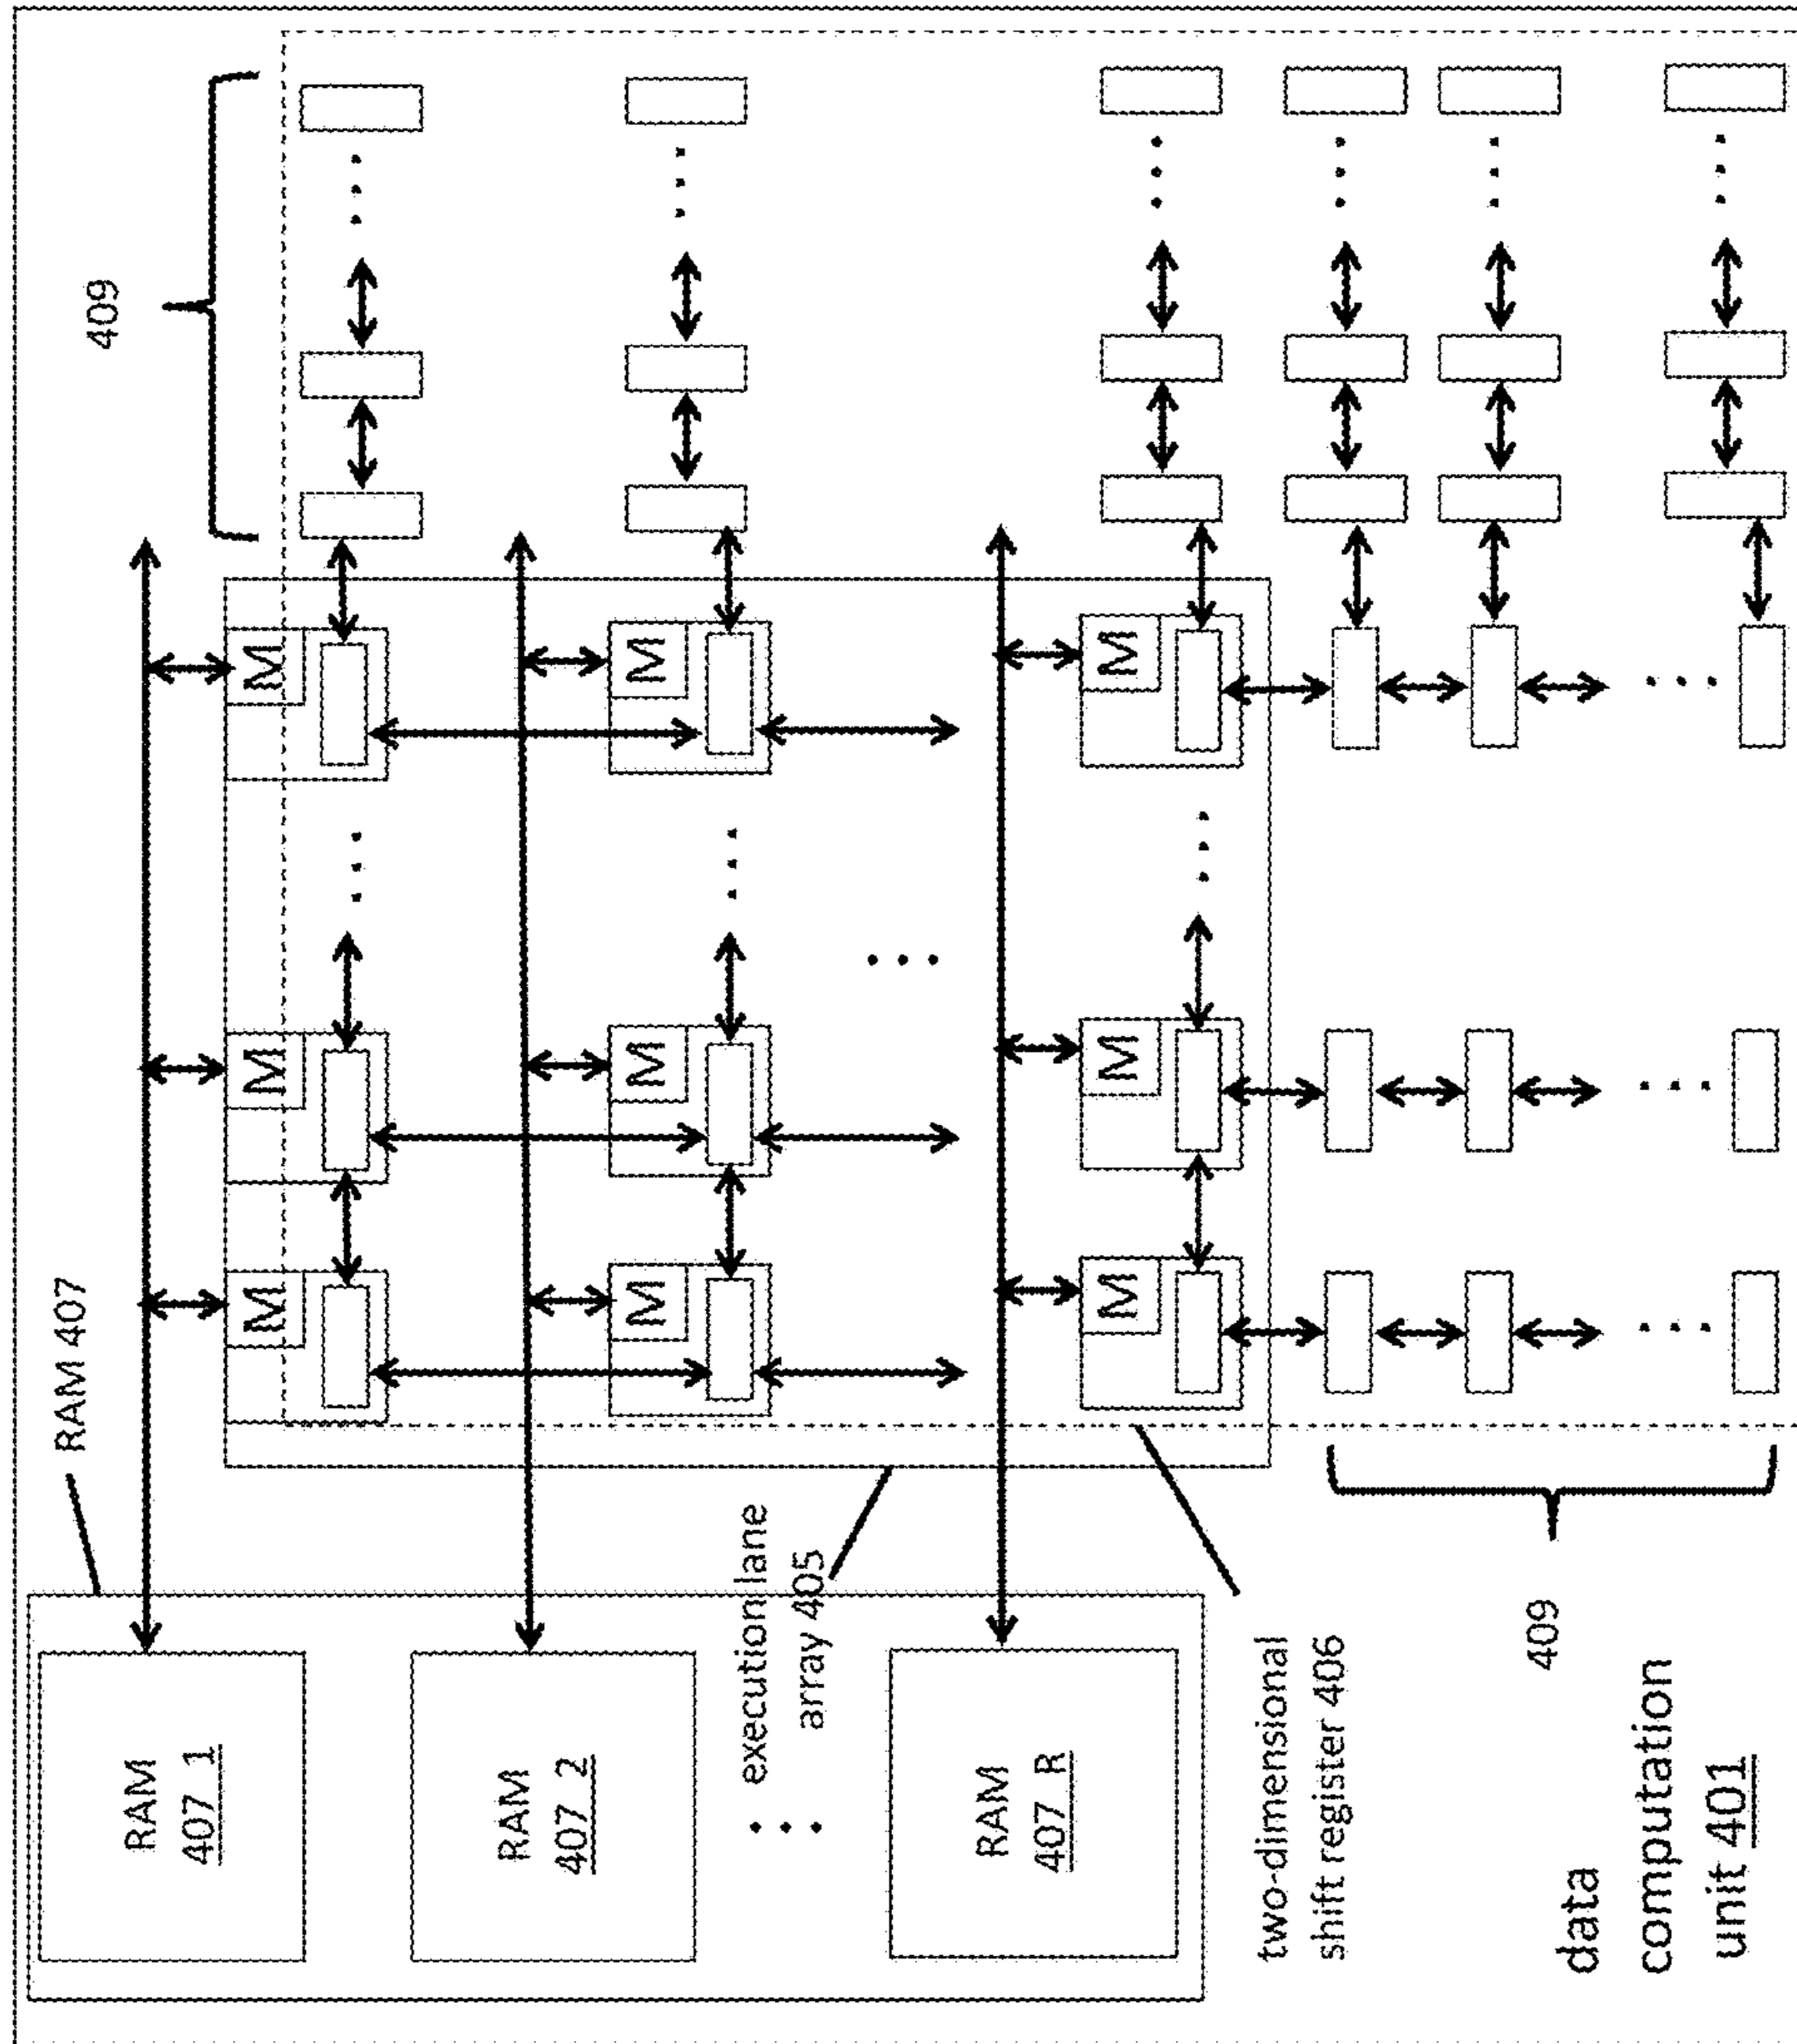 RAM 407
409
RAM
407_1
M M M
RAM
407_2
M M M
execution lane
array 405
RAM
407_R
M M M
two-dimensional
shift register 406
409
data
computation
unit 401